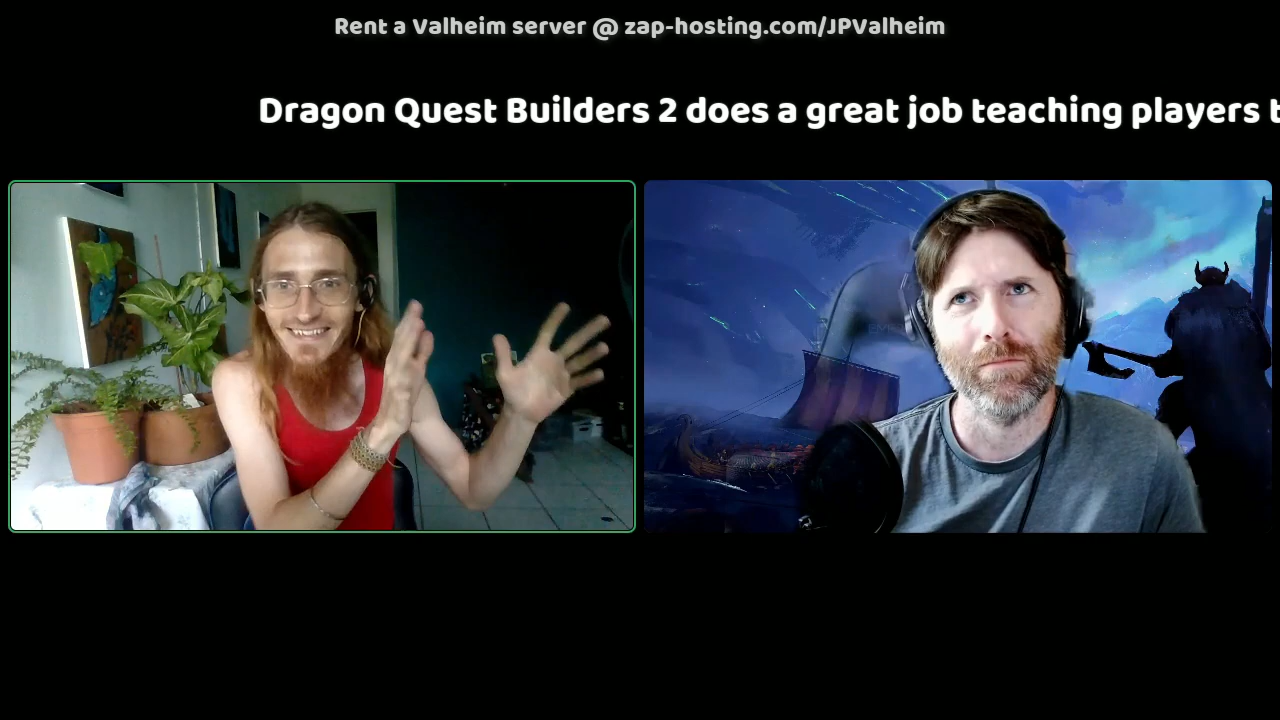 Rent a Valheim server @ zap-hosting.com/JPValheim
Dragon Quest Builders 2 does a great job teaching players t